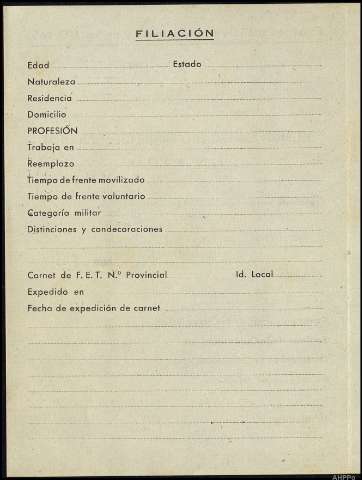 FILIACIÓN
Edad Estado
Naturaleza
Residencia
Domicilio
PROFESIÓN
Trabaja en
Reemplazo
Tiempo de frente movilizado
Tiempo de frente voluntario
Categoría militar
Distinciones y condecoraciones
Carnet de F. E. T. N.º Provincial Id. Local
Expedido en
Fecha de expedición de carnet
AHPPo